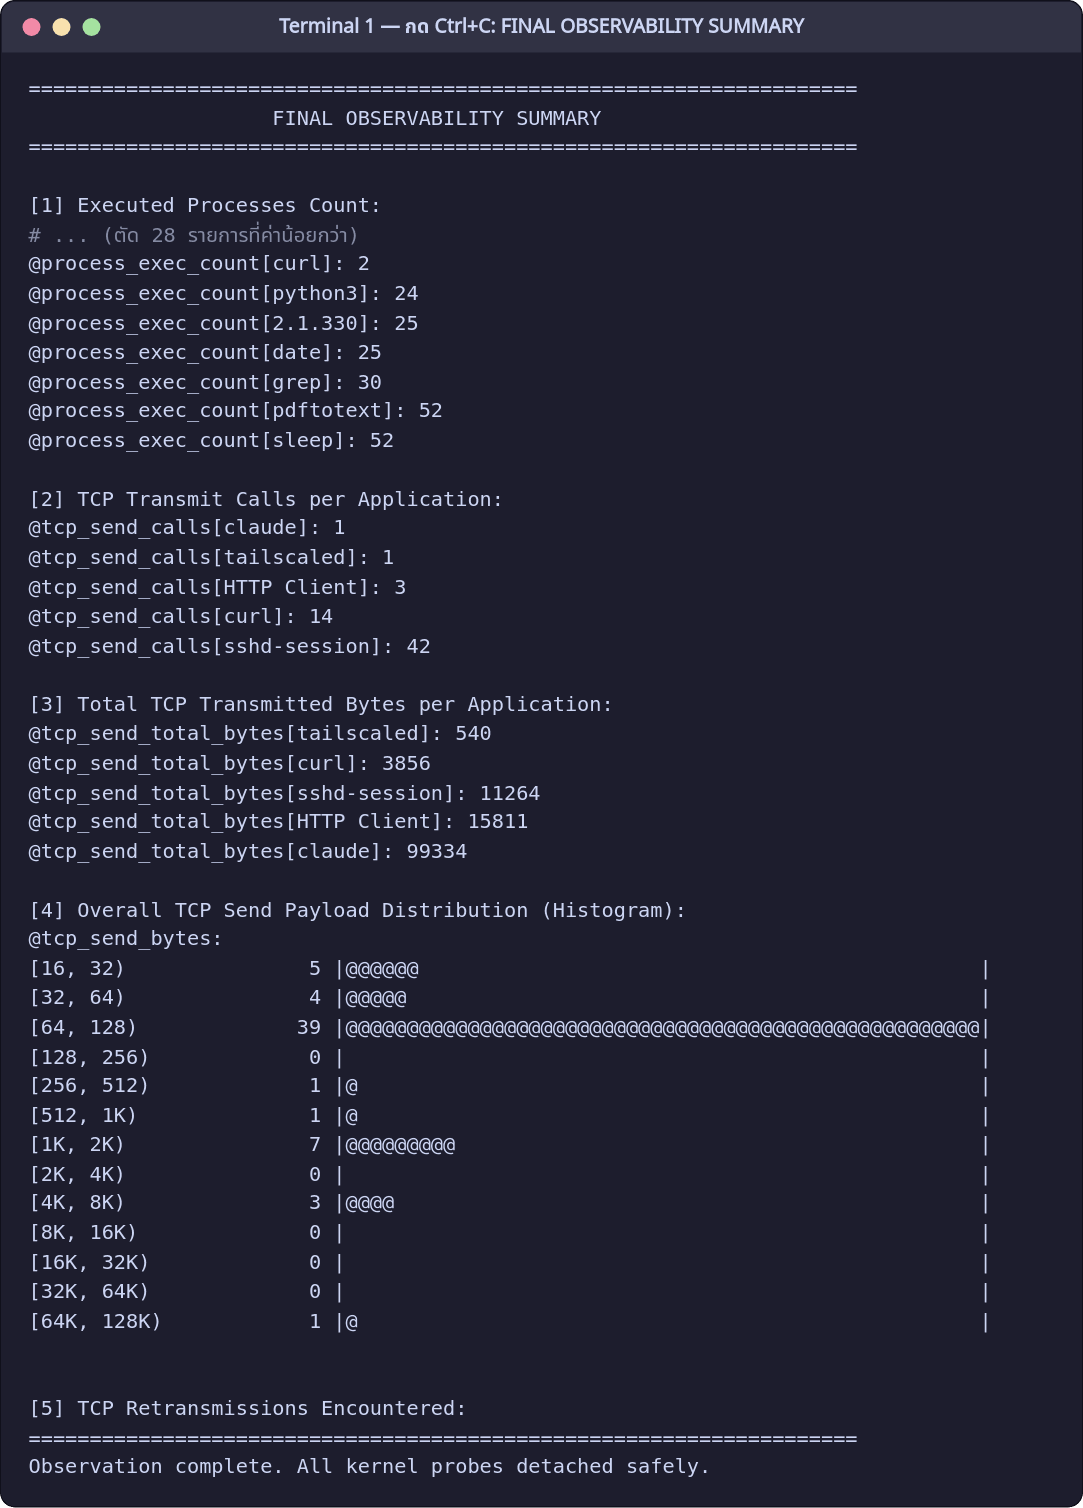 Terminal 1 — กด Ctrl+C: FINAL OBSERVABILITY SUMMARY
====================================================================
                    FINAL OBSERVABILITY SUMMARY
====================================================================
[1] Executed Processes Count:
# ... (ตัด 28 รายการที่ค่าน้อยกว่า)
@process_exec_count[curl]: 2
@process_exec_count[python3]: 24
@process_exec_count[2.1.330]: 25
@process_exec_count[date]: 25
@process_exec_count[grep]: 30
@process_exec_count[pdftotext]: 52
@process_exec_count[sleep]: 52
[2] TCP Transmit Calls per Application:
@tcp_send_calls[claude]: 1
@tcp_send_calls[tailscaled]: 1
@tcp_send_calls[HTTP Client]: 3
@tcp_send_calls[curl]: 14
@tcp_send_calls[sshd-session]: 42
[3] Total TCP Transmitted Bytes per Application:
@tcp_send_total_bytes[tailscaled]: 540
@tcp_send_total_bytes[curl]: 3856
@tcp_send_total_bytes[sshd-session]: 11264
@tcp_send_total_bytes[HTTP Client]: 15811
@tcp_send_total_bytes[claude]: 99334
[4] Overall TCP Send Payload Distribution (Histogram):
@tcp_send_bytes:
[16, 32)               5 |@@@@@@                                              |
[32, 64)               4 |@@@@@                                               |
[64, 128)             39 |@@@@@@@@@@@@@@@@@@@@@@@@@@@@@@@@@@@@@@@@@@@@@@@@@@@@|
[128, 256)             0 |                                                    |
[256, 512)             1 |@                                                   |
[512, 1K)              1 |@                                                   |
[1K, 2K)               7 |@@@@@@@@@                                           |
[2K, 4K)               0 |                                                    |
[4K, 8K)               3 |@@@@                                                |
[8K, 16K)              0 |                                                    |
[16K, 32K)             0 |                                                    |
[32K, 64K)             0 |                                                    |
[64K, 128K)            1 |@                                                   |
[5] TCP Retransmissions Encountered:
====================================================================
Observation complete. All kernel probes detached safely.